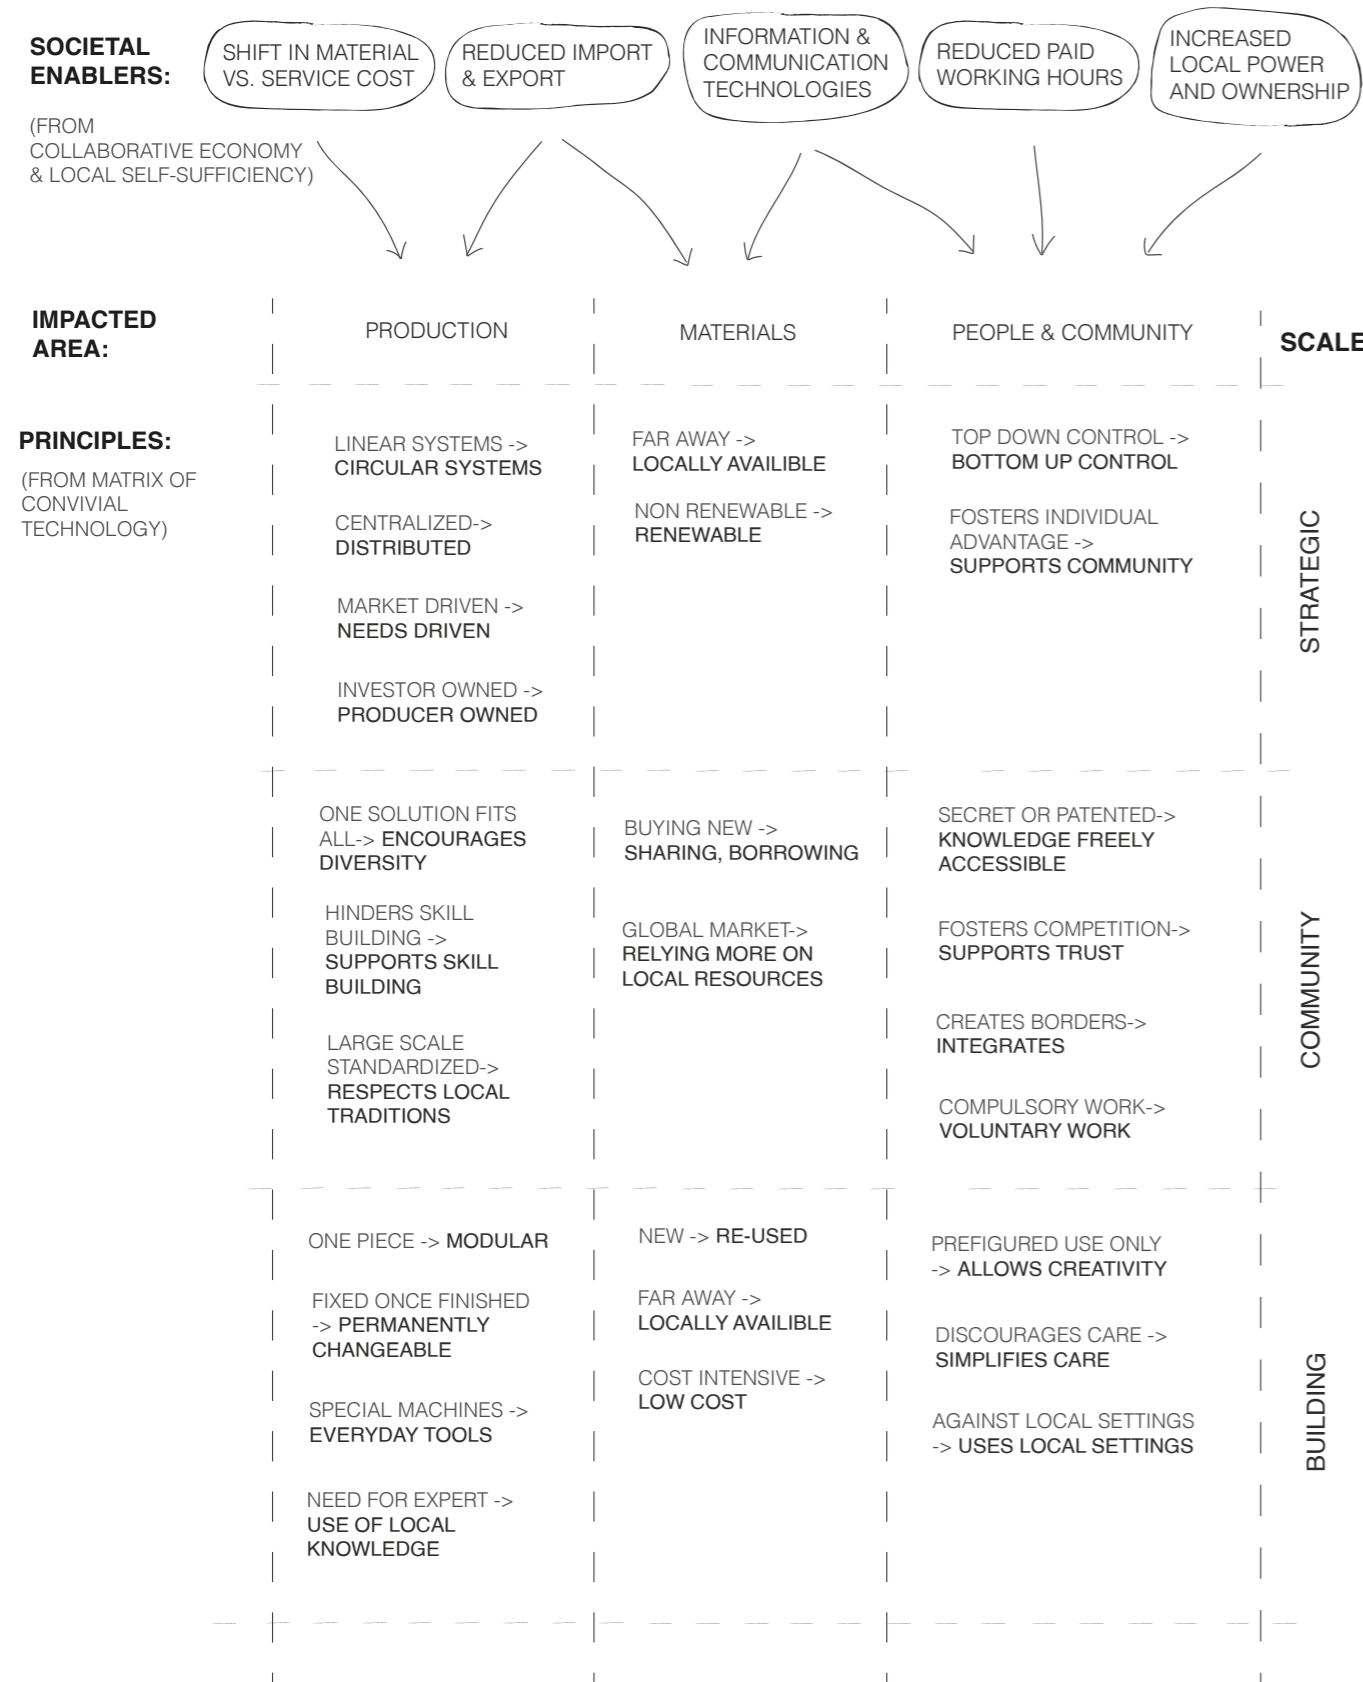 SOCIETAL
ENABLERS:
(FROM
COLLABORATIVE ECONOMY
& LOCAL SELF-SUFFICIENCY)
SHIFT IN MATERIAL
VS. SERVICE COST
REDUCED IMPORT
& EXPORT
INFORMATION &
COMMUNICATION
TECHNOLOGIES
REDUCED PAID
WORKING HOURS
INCREASED
LOCAL POWER
AND OWNERSHIP
IMPACTED
AREA:
PRODUCTION
MATERIALS
PEOPLE & COMMUNITY
SCALE
PRINCIPLES:
(FROM MATRIX OF
CONVIVIAL
TECHNOLOGY)
LINEAR SYSTEMS ->
CIRCULAR SYSTEMS
CENTRALIZED->
DISTRIBUTED
MARKET DRIVEN ->
NEEDS DRIVEN
INVESTOR OWNED ->
PRODUCER OWNED
FAR AWAY ->
LOCALLY AVAILIBLE
NON RENEWABLE ->
RENEWABLE
TOP DOWN CONTROL ->
BOTTOM UP CONTROL
FOSTERS INDIVIDUAL
ADVANTAGE ->
SUPPORTS COMMUNITY
STRATEGIC
ONE SOLUTION FITS
ALL-> ENCOURAGES
DIVERSITY
HINDERS SKILL
BUILDING ->
SUPPORTS SKILL
BUILDING
LARGE SCALE
STANDARDIZED->
RESPECTS LOCAL
TRADITIONS
BUYING NEW ->
SHARING, BORROWING
GLOBAL MARKET->
RELYING MORE ON
LOCAL RESOURCES
SECRET OR PATENTED->
KNOWLEDGE FREELY
ACCESSIBLE
FOSTERS COMPETITION->
SUPPORTS TRUST
CREATES BORDERS->
INTEGRATES
COMPULSORY WORK->
VOLUNTARY WORK
COMMUNITY
ONE PIECE -> MODULAR
FIXED ONCE FINISHED
-> PERMANENTLY
CHANGEABLE
SPECIAL MACHINES ->
EVERYDAY TOOLS
NEED FOR EXPERT ->
USE OF LOCAL
KNOWLEDGE
NEW -> RE-USED
FAR AWAY ->
LOCALLY AVAILIBLE
COST INTENSIVE ->
LOW COST
PREFIGURED USE ONLY
-> ALLOWS CREATIVITY
DISCOURAGES CARE ->
SIMPLIFIES CARE
AGAINST LOCAL SETTINGS
-> USES LOCAL SETTINGS
BUILDING